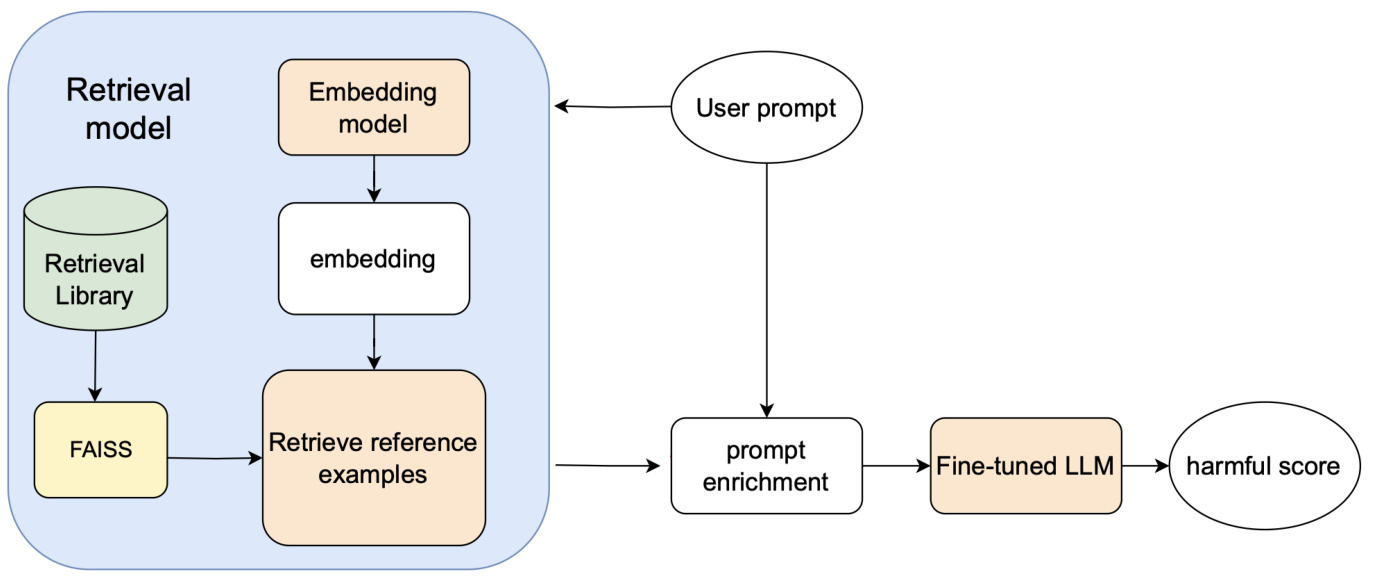 Retrieval
model
Embedding
model
User prompt
embedding
Retrieval
Library
FAISS
Retrieve reference
examples
prompt
enrichment
Fine-tuned LLM
harmful score